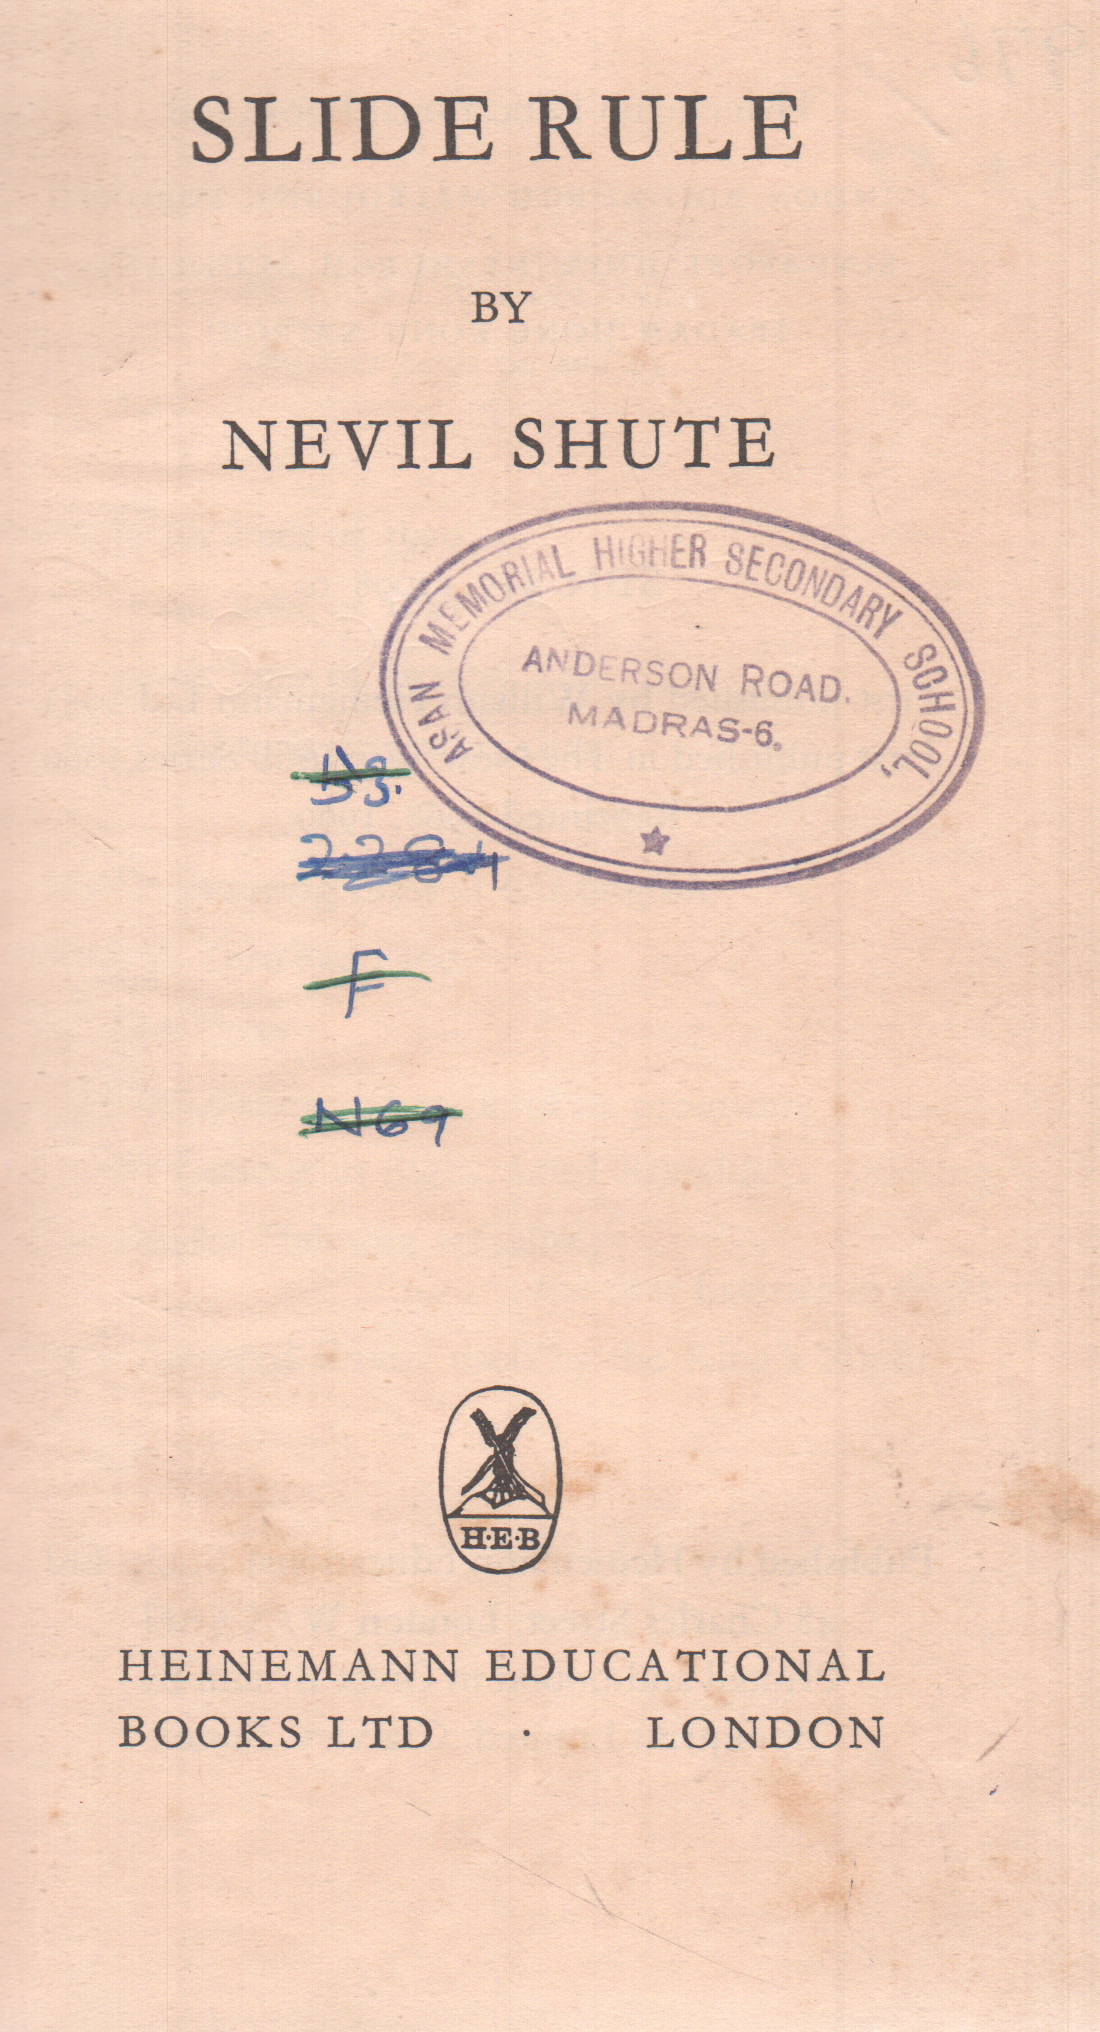 SLIDE RULE
BY
NEVIL SHUTE
ASAN MEMORIAL HIGHER SECONDARY SCHOOL,
ANDERSON ROAD.
MADRAS-6.
F
N69
H·E·B
HEINEMANN EDUCATIONAL
BOOKS LTD · LONDON